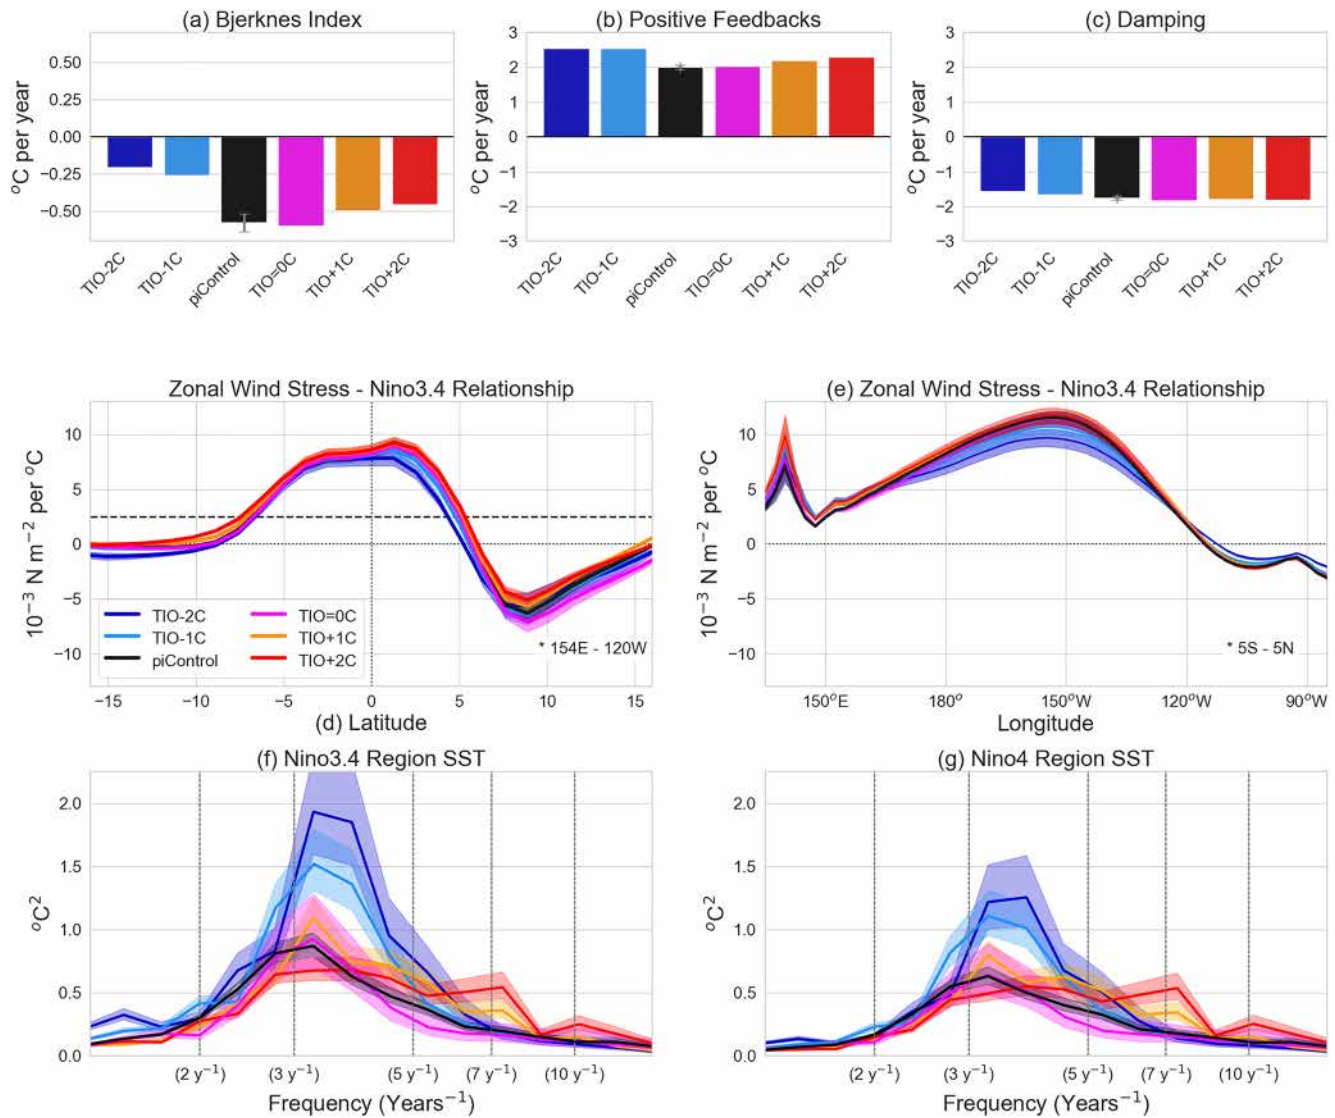 (a) Bjerknes Index
(b) Positive Feedbacks
(c) Damping
°C per year
0.50
0.25
0.00
−0.25
−0.50
TIO-2C
TIO-1C
piControl
TIO=0C
TIO+1C
TIO+2C
°C per year
3
2
1
0
−1
−2
−3
TIO-2C
TIO-1C
piControl
TIO=0C
TIO+1C
TIO+2C
°C per year
3
2
1
0
−1
−2
−3
TIO-2C
TIO-1C
piControl
TIO=0C
TIO+1C
TIO+2C
Zonal Wind Stress - Nino3.4 Relationship
10⁻³ N m⁻² per °C
10
5
0
−5
−10
TIO-2C
TIO-1C
piControl
TIO=0C
TIO+1C
TIO+2C
* 154E - 120W
−15
−10
−5
0
5
10
15
(d) Latitude
(e) Zonal Wind Stress - Nino3.4 Relationship
10⁻³ N m⁻² per °C
10
5
0
−5
−10
* 5S - 5N
150°E
180°
150°W
120°W
90°W
Longitude
(f) Nino3.4 Region SST
°C²
2.0
1.5
1.0
0.5
0.0
(2 y⁻¹)
(3 y⁻¹)
(5 y⁻¹)
(7 y⁻¹)
(10 y⁻¹)
Frequency (Years⁻¹)
(g) Nino4 Region SST
°C²
2.0
1.5
1.0
0.5
0.0
(2 y⁻¹)
(3 y⁻¹)
(5 y⁻¹)
(7 y⁻¹)
(10 y⁻¹)
Frequency (Years⁻¹)